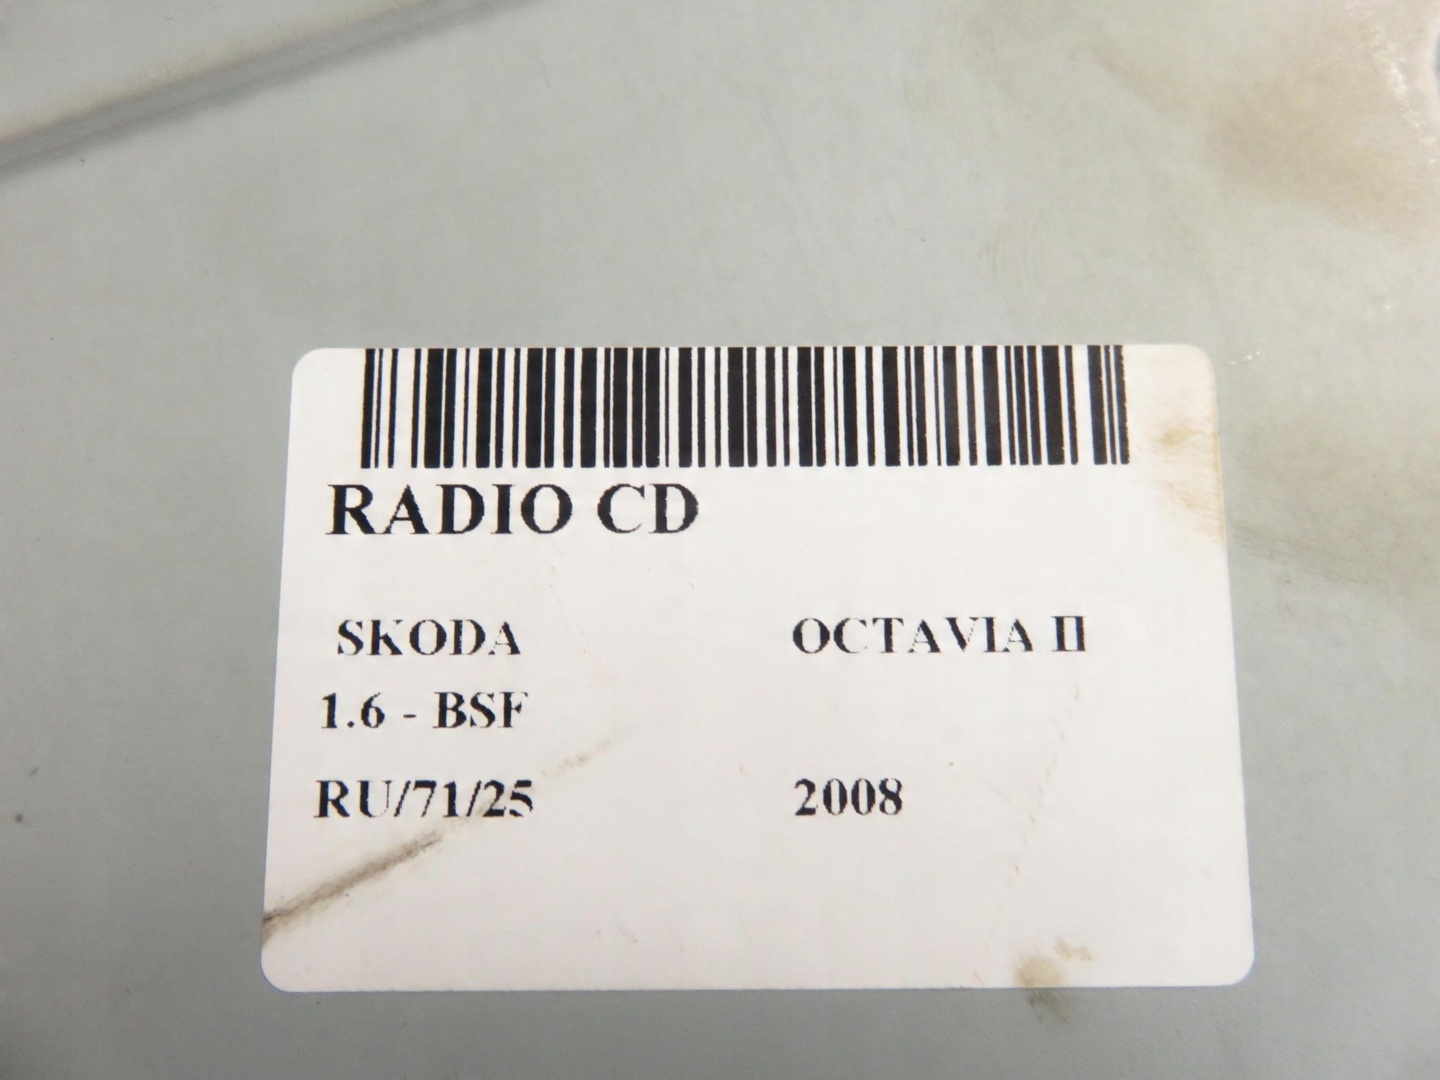 RADIO CD
SKODA OCTAVIA II
1.6 - BSF
RU/71/25 2008